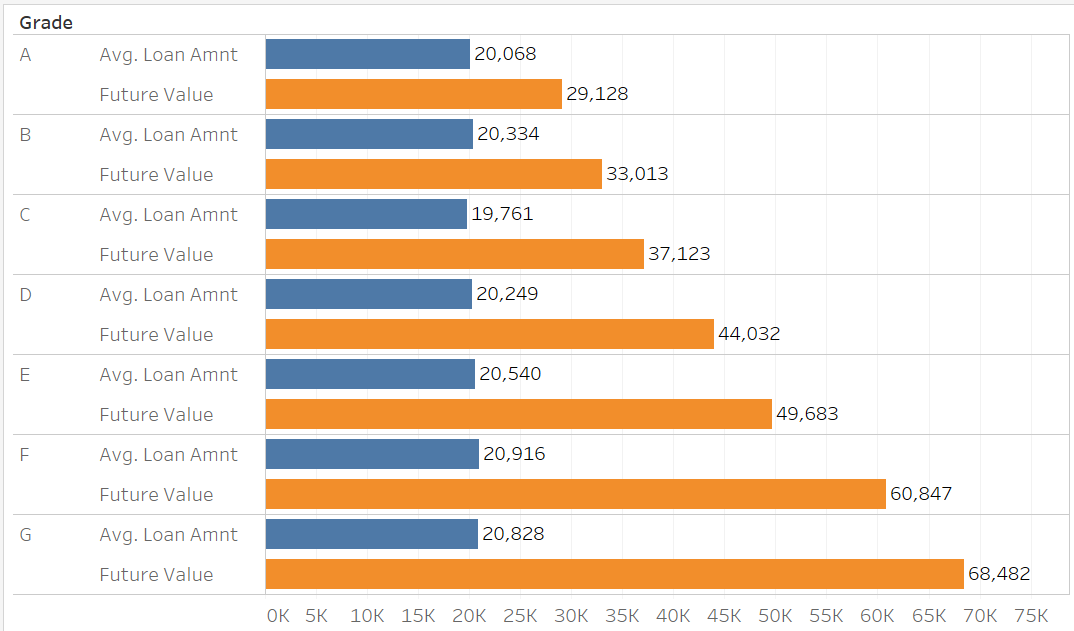 Grade
A Avg. Loan Amnt 20,068
Future Value 29,128
B Avg. Loan Amnt 20,334
Future Value 33,013
C Avg. Loan Amnt 19,761
Future Value 37,123
D Avg. Loan Amnt 20,249
Future Value 44,032
E Avg. Loan Amnt 20,540
Future Value 49,683
F Avg. Loan Amnt 20,916
Future Value 60,847
G Avg. Loan Amnt 20,828
Future Value 68,482
0K 5K 10K 15K 20K 25K 30K 35K 40K 45K 50K 55K 60K 65K 70K 75K